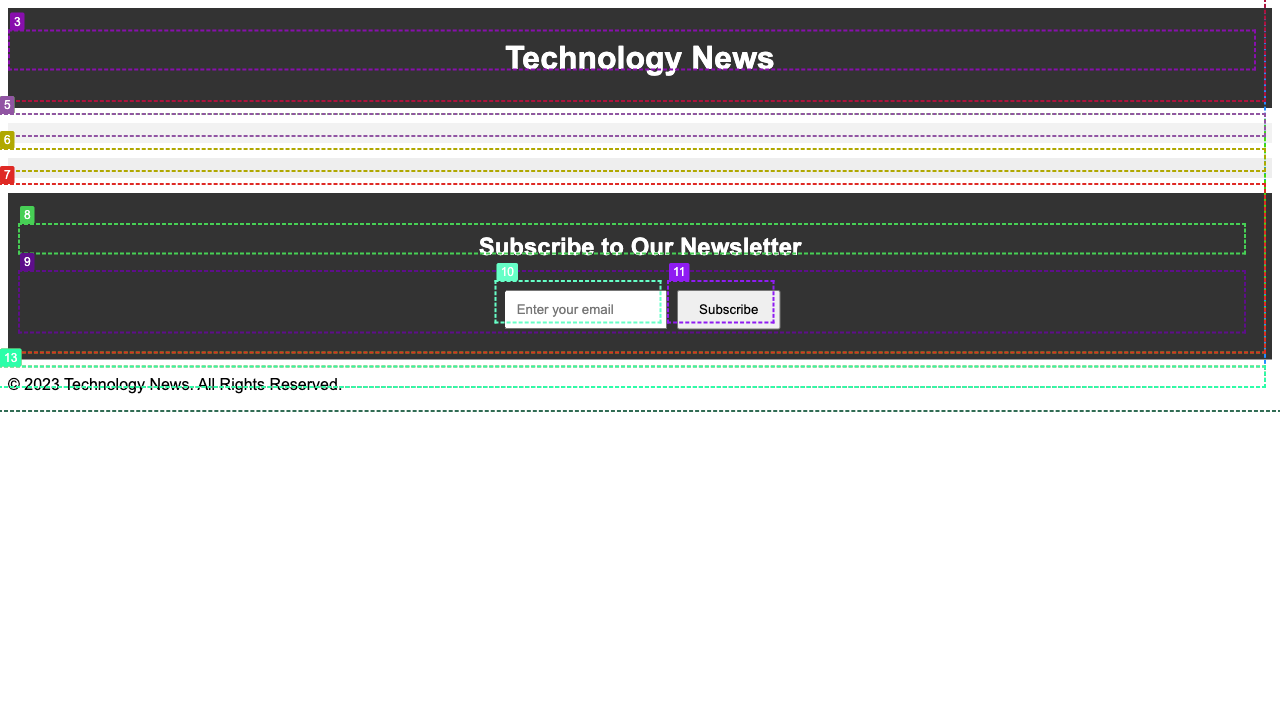 3
Technology News
5
6
7
8
Subscribe to Our Newsletter
9
10 11
Enter your email Subscribe
13
© 2023 Technology News. All Rights Reserved.